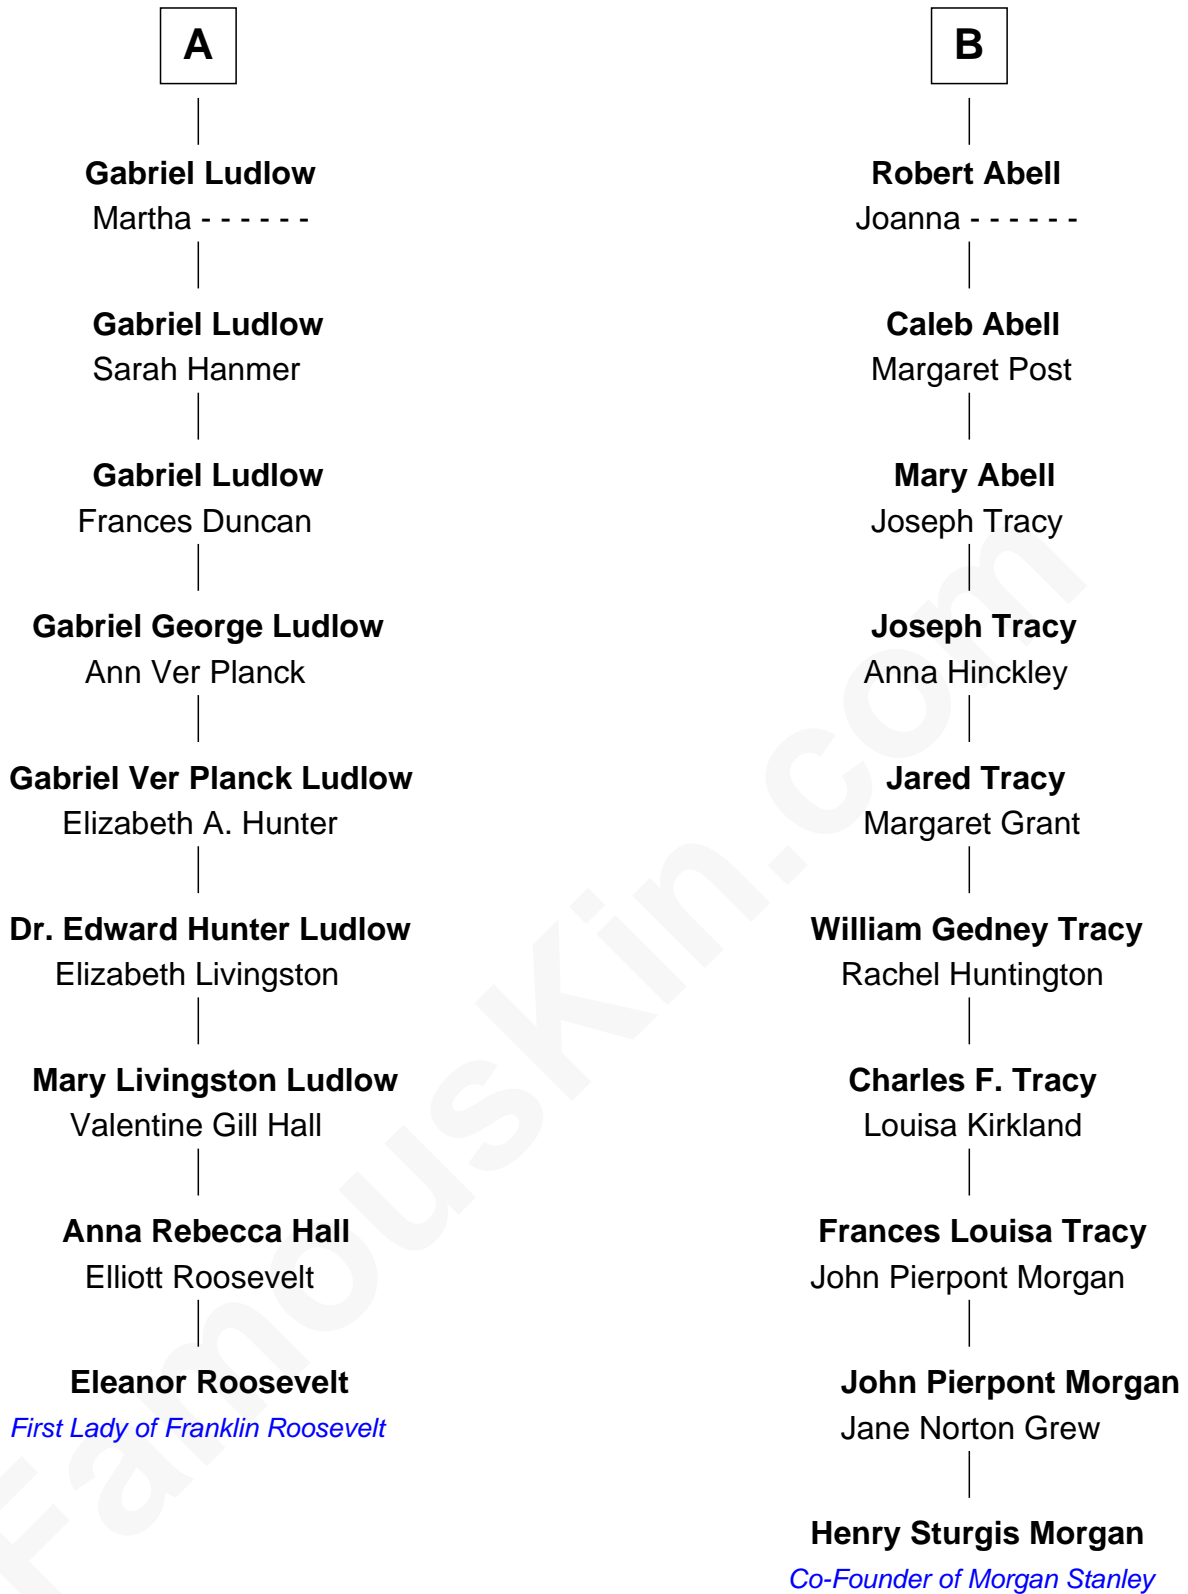 A
Gabriel Ludlow
Martha - - - - - -
Gabriel Ludlow
Sarah Hanmer
Gabriel Ludlow
Frances Duncan
Gabriel George Ludlow
Ann Ver Planck
Gabriel Ver Planck Ludlow
Elizabeth A. Hunter
Dr. Edward Hunter Ludlow
Elizabeth Livingston
Mary Livingston Ludlow
Valentine Gill Hall
Anna Rebecca Hall
Elliott Roosevelt
Eleanor Roosevelt
First Lady of Franklin Roosevelt
B
Robert Abell
Joanna - - - - - -
Caleb Abell
Margaret Post
Mary Abell
Joseph Tracy
Joseph Tracy
Anna Hinckley
Jared Tracy
Margaret Grant
William Gedney Tracy
Rachel Huntington
Charles F. Tracy
Louisa Kirkland
Frances Louisa Tracy
John Pierpont Morgan
John Pierpont Morgan
Jane Norton Grew
Henry Sturgis Morgan
Co-Founder of Morgan Stanley
FamousKin.com